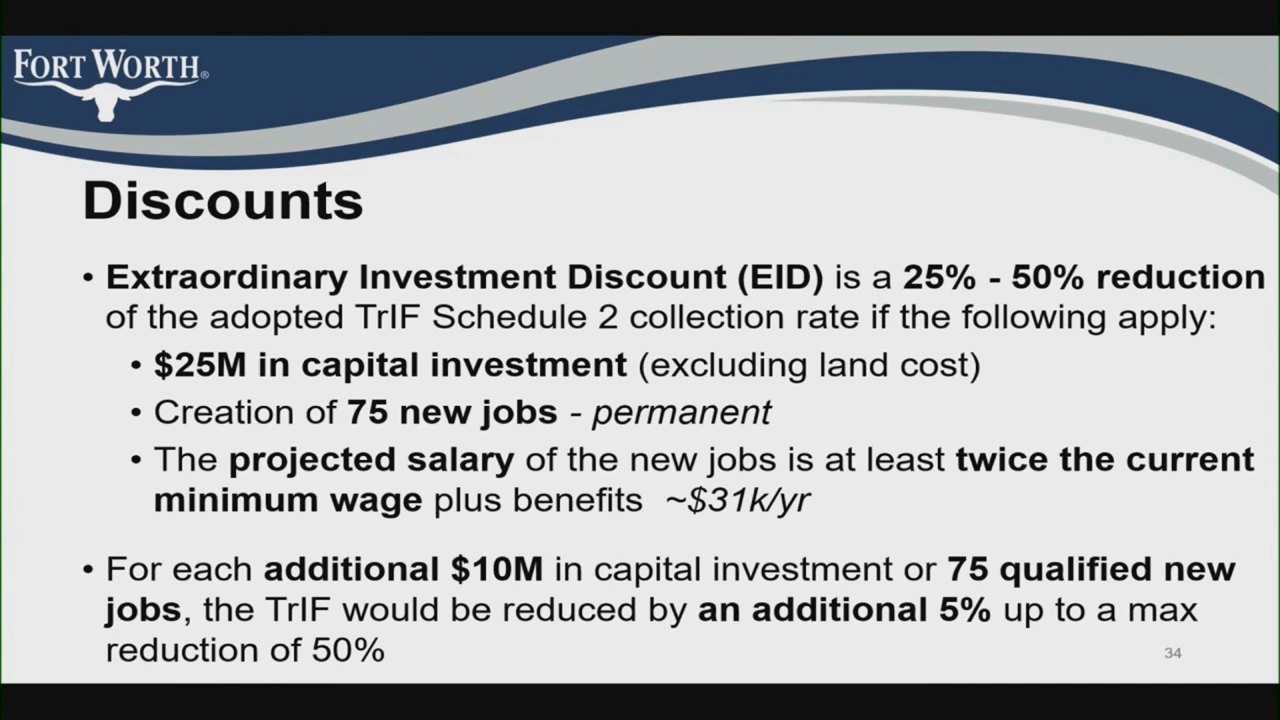 FORT WORTH®
Discounts
• Extraordinary Investment Discount (EID) is a 25% - 50% reduction
of the adopted TrIF Schedule 2 collection rate if the following apply:
• $25M in capital investment (excluding land cost)
• Creation of 75 new jobs - permanent
• The projected salary of the new jobs is at least twice the current
minimum wage plus benefits ~$31k/yr
• For each additional $10M in capital investment or 75 qualified new
jobs, the TrIF would be reduced by an additional 5% up to a max
reduction of 50%
34